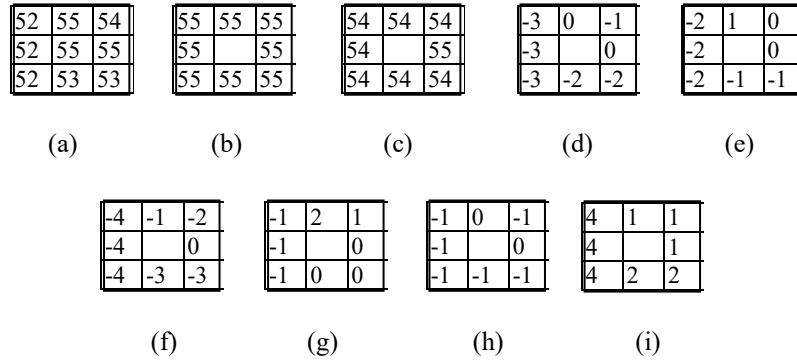 52 55 54 55 55 55 54 54 54 -3 0 -1 -2 1 0
52 55 55 55 55 54 55 -3 0 -2 0
52 53 53 55 55 55 54 54 54 -3 -2 -2 -2 -1 -1
(a) (b) (c) (d) (e)
-4 -1 -2 -1 2 1 -1 0 -1 4 1 1
-4 0 -1 0 -1 0 4 1
-4 -3 -3 -1 0 0 -1 -1 -1 4 2 2
(f) (g) (h) (i)